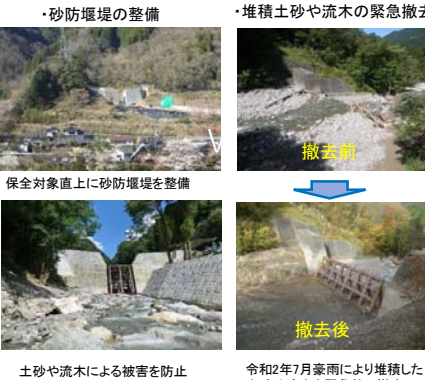 ・砂防堰堤の整備
・堆積土砂や流木の緊急撤去
撤去前
保全対象直上に砂防堰堤を整備
撤去後
土砂や流木による被害を防止
令和2年7月豪雨により堆積した